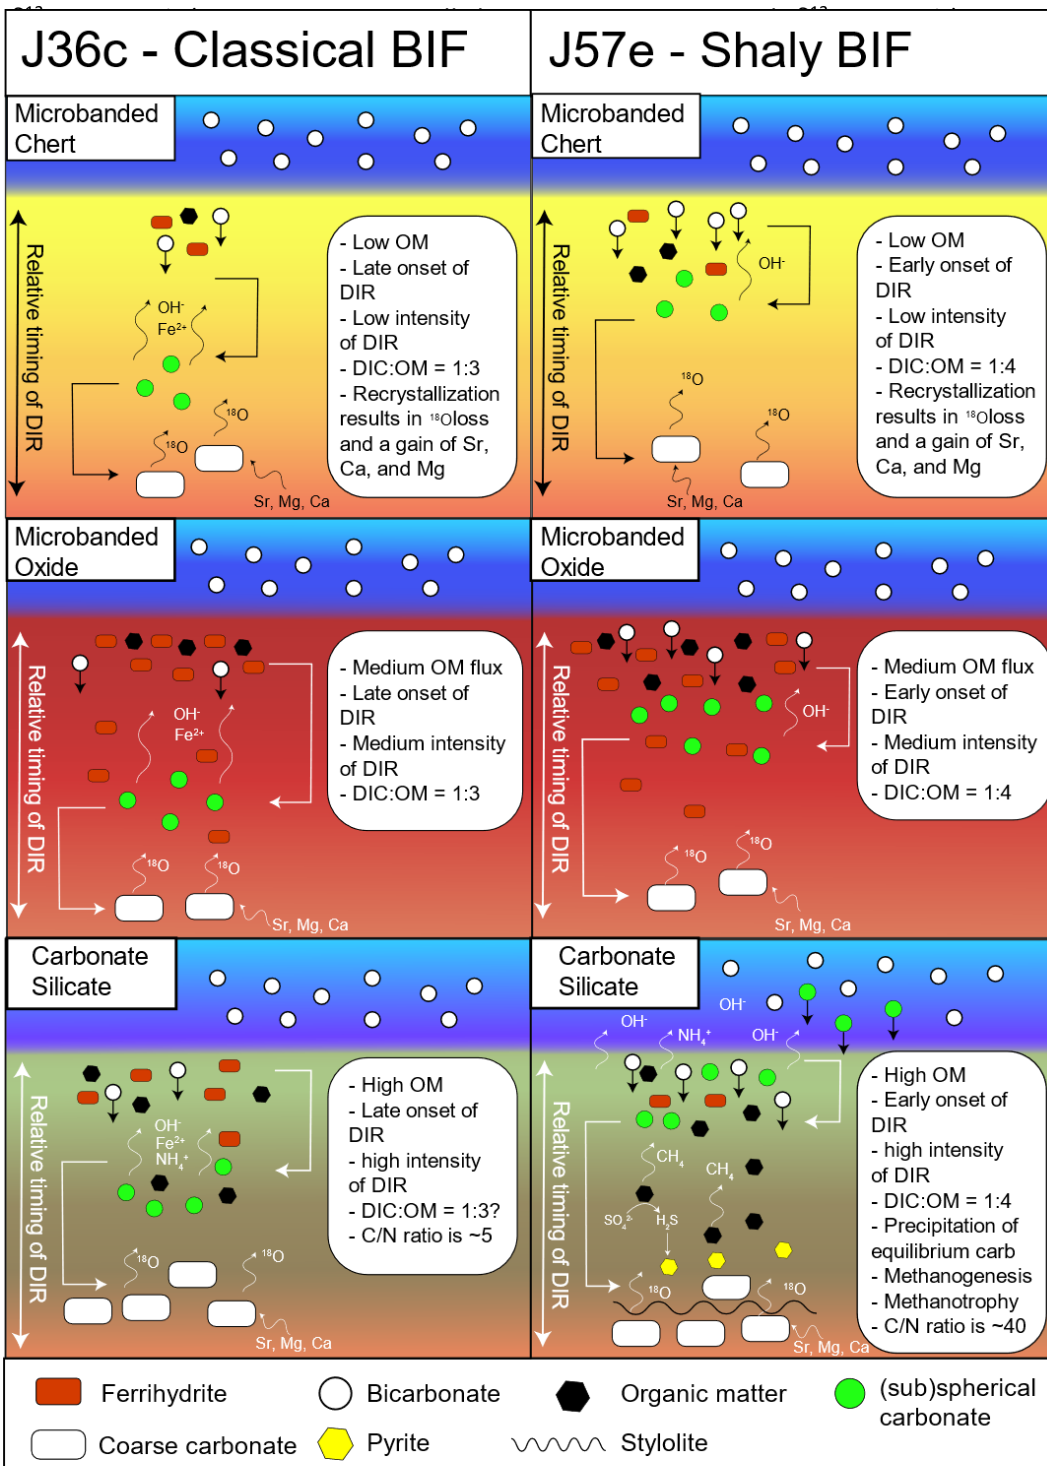 J36c - Classical BIF
J57e - Shaly BIF
Microbanded
Chert
Relative timing of DIR
OH⁻
Fe²⁺
¹⁸O
¹⁸O
Sr, Mg, Ca
- Low OM
- Late onset of
DIR
- Low intensity
of DIR
- DIC:OM = 1:3
- Recrystallization
results in ¹⁸Oloss
and a gain of Sr,
Ca, and Mg
Microbanded
Chert
Relative timing of DIR
OH⁻
¹⁸O
¹⁸O
Sr, Mg, Ca
- Low OM
- Early onset of
DIR
- Low intensity
of DIR
- DIC:OM = 1:4
- Recrystallization
results in ¹⁸Oloss
and a gain of Sr,
Ca, and Mg
Microbanded
Oxide
Relative timing of DIR
OH⁻
Fe²⁺
¹⁸O
¹⁸O
Sr, Mg, Ca
- Medium OM flux
- Late onset of
DIR
- Medium intensity
of DIR
- DIC:OM = 1:3
Microbanded
Oxide
Relative timing of DIR
OH⁻
¹⁸O
¹⁸O
Sr, Mg, Ca
- Medium OM flux
- Early onset of
DIR
- Medium intensity
of DIR
- DIC:OM = 1:4
Carbonate
Silicate
Relative timing of DIR
OH⁻
Fe²⁺
NH₄⁺
¹⁸O
¹⁸O
Sr, Mg, Ca
- High OM
- Late onset of
DIR
- high intensity
of DIR
- DIC:OM = 1:3?
- C/N ratio is ~5
Carbonate
Silicate
Relative timing of DIR
OH⁻
OH⁻
NH₄⁺
OH⁻
CH₄
CH₄
SO₄²⁻
H₂S
¹⁸O
¹⁸O
Sr, Mg, Ca
- High OM
- Early onset of
DIR
- high intensity
of DIR
- DIC:OM = 1:4
- Precipitation of
equilibrium carb
- Methanogenesis
- Methanotrophy
- C/N ratio is ~40
Ferrihydrite
Bicarbonate
Organic matter
(sub)spherical
carbonate
Coarse carbonate
Pyrite
Stylolite